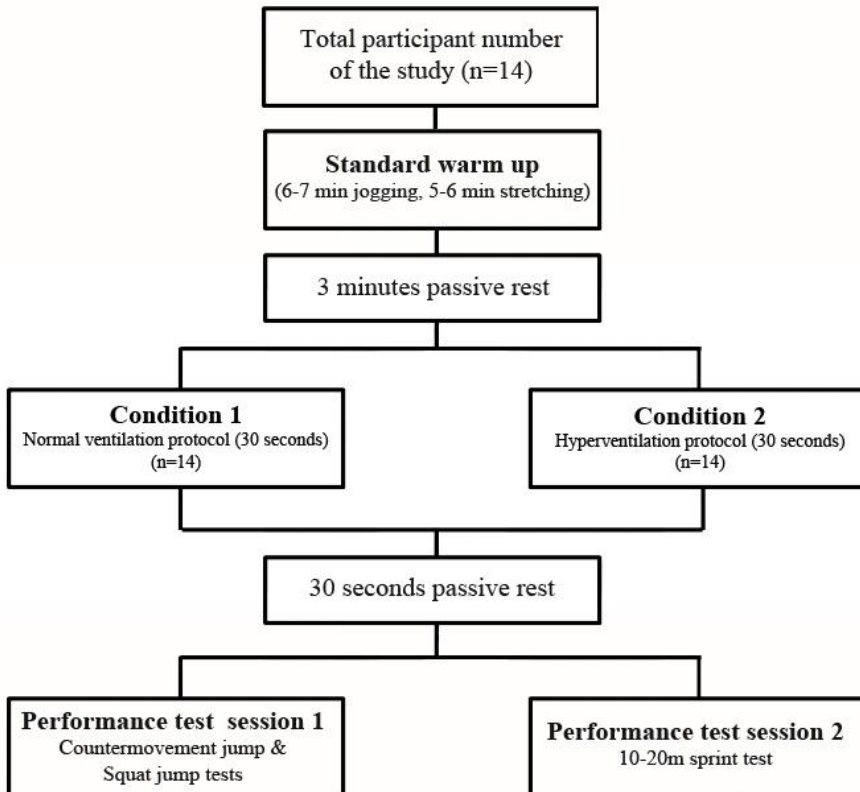 Total participant number
of the study (n=14)
Standard warm up
(6-7 min jogging, 5-6 min stretching)
3 minutes passive rest
Condition 1
Normal ventilation protocol (30 seconds)
(n=14)
Condition 2
Hyperventilation protocol (30 seconds)
(n=14)
30 seconds passive rest
Performance test session 1
Countermovement jump &
Squat jump tests
Performance test session 2
10-20m sprint test